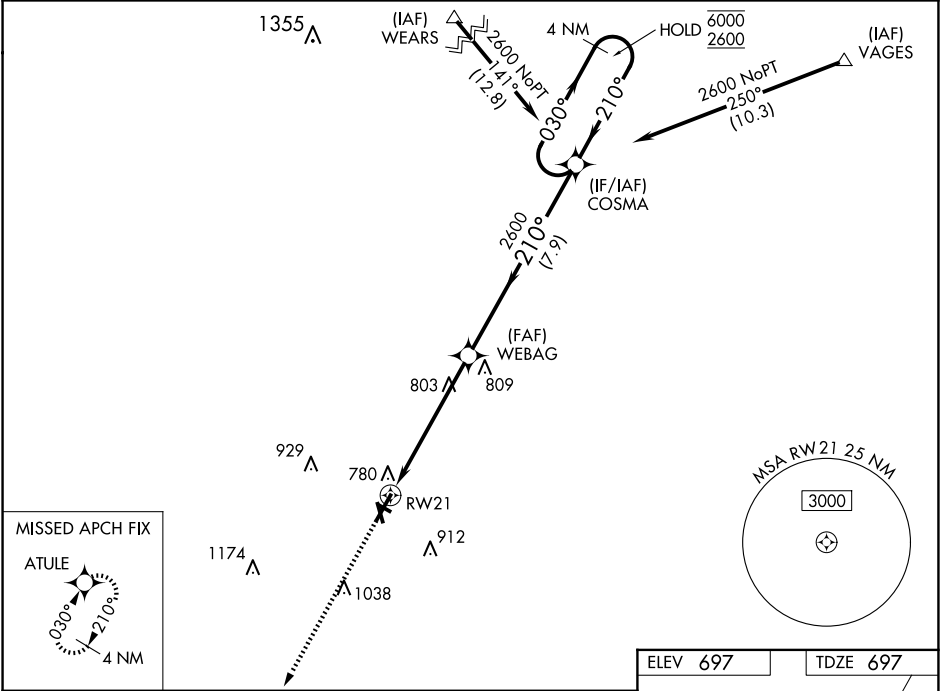 1355
(IAF)
WEARS
2600 NoPT
141°
(12.8)
4 NM
HOLD 6000
2600
030°
210°
(IAF)
VAGES
2600 NoPT
250°
(10.3)
(IF/IAF)
COSMA
2600
210°
(7.9)
(FAF)
WEBAG
803
809
929
780
RW21
912
1174
1038
MISSED APCH FIX
ATULE
030°
210°
4 NM
MSA RW 21 25 NM
3000
ELEV 697
TDZE 697